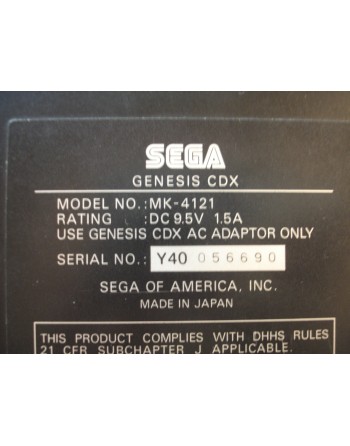 SEGA
GENESIS CDX
MODEL NO.:MK-4121
RATING :DC 9.5V 1.5A
USE GENESIS CDX AC ADAPTOR ONLY
SERIAL NO.: Y40 056690
SEGA OF AMERICA, INC.
MADE IN JAPAN
THIS PRODUCT COMPLIES WITH DHHS RULES
21 CFR SUBCHAPTER J APPLICABLE.